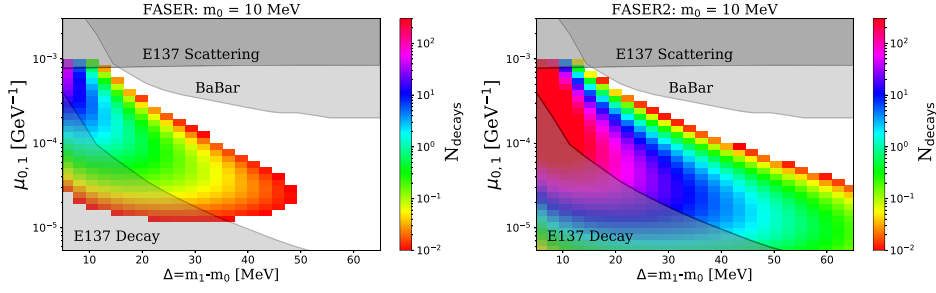 FASER: m₀ = 10 MeV
μ₀,₁ [GeV⁻¹]
10⁻³
10⁻⁴
10⁻⁵
E137 Scattering
BaBar
E137 Decay
10 20 30 40 50 60
Δ=m₁-m₀ [MeV]
10²
10¹
10⁰
10⁻¹
10⁻²
N_decays
FASER2: m₀ = 10 MeV
μ₀,₁ [GeV⁻¹]
10⁻³
10⁻⁴
10⁻⁵
E137 Scattering
BaBar
E137 Decay
10 20 30 40 50 60
Δ=m₁-m₀ [MeV]
10²
10¹
10⁰
10⁻¹
10⁻²
N_decays